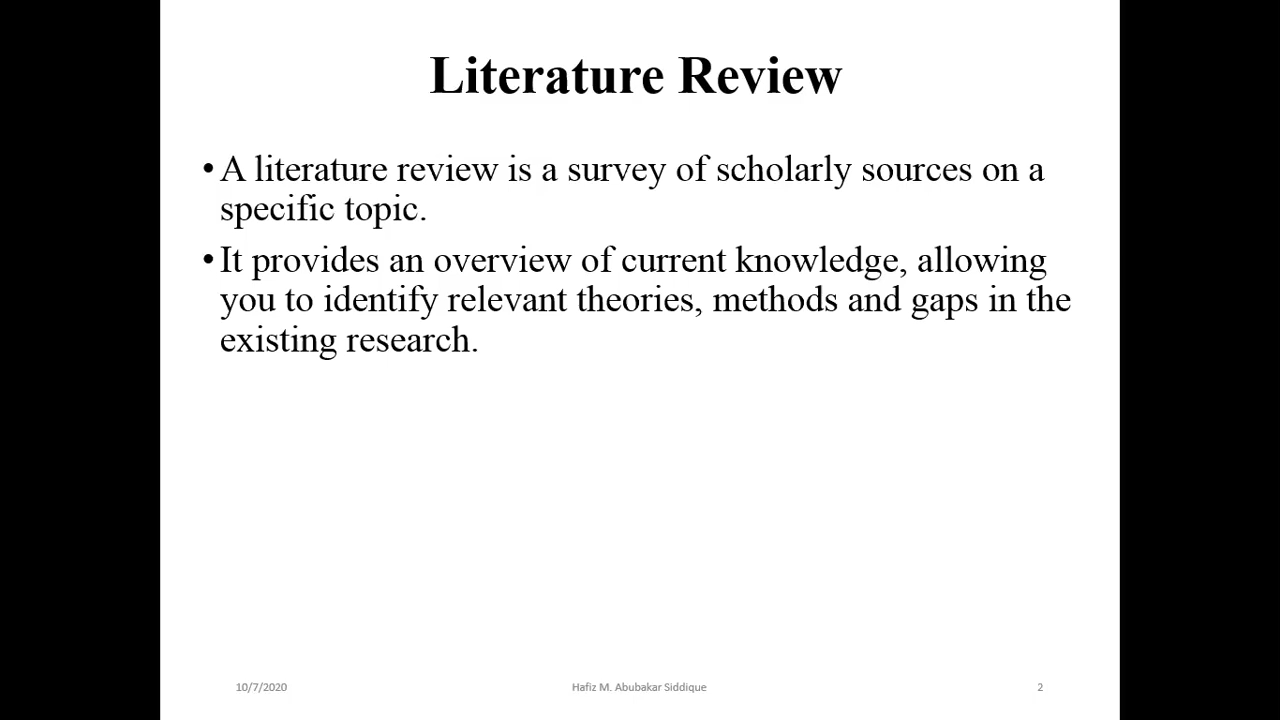 Literature Review
• A literature review is a survey of scholarly sources on a
specific topic.
• It provides an overview of current knowledge, allowing
you to identify relevant theories, methods and gaps in the
existing research.
10/7/2020
Hafiz M. Abubakar Siddique
2